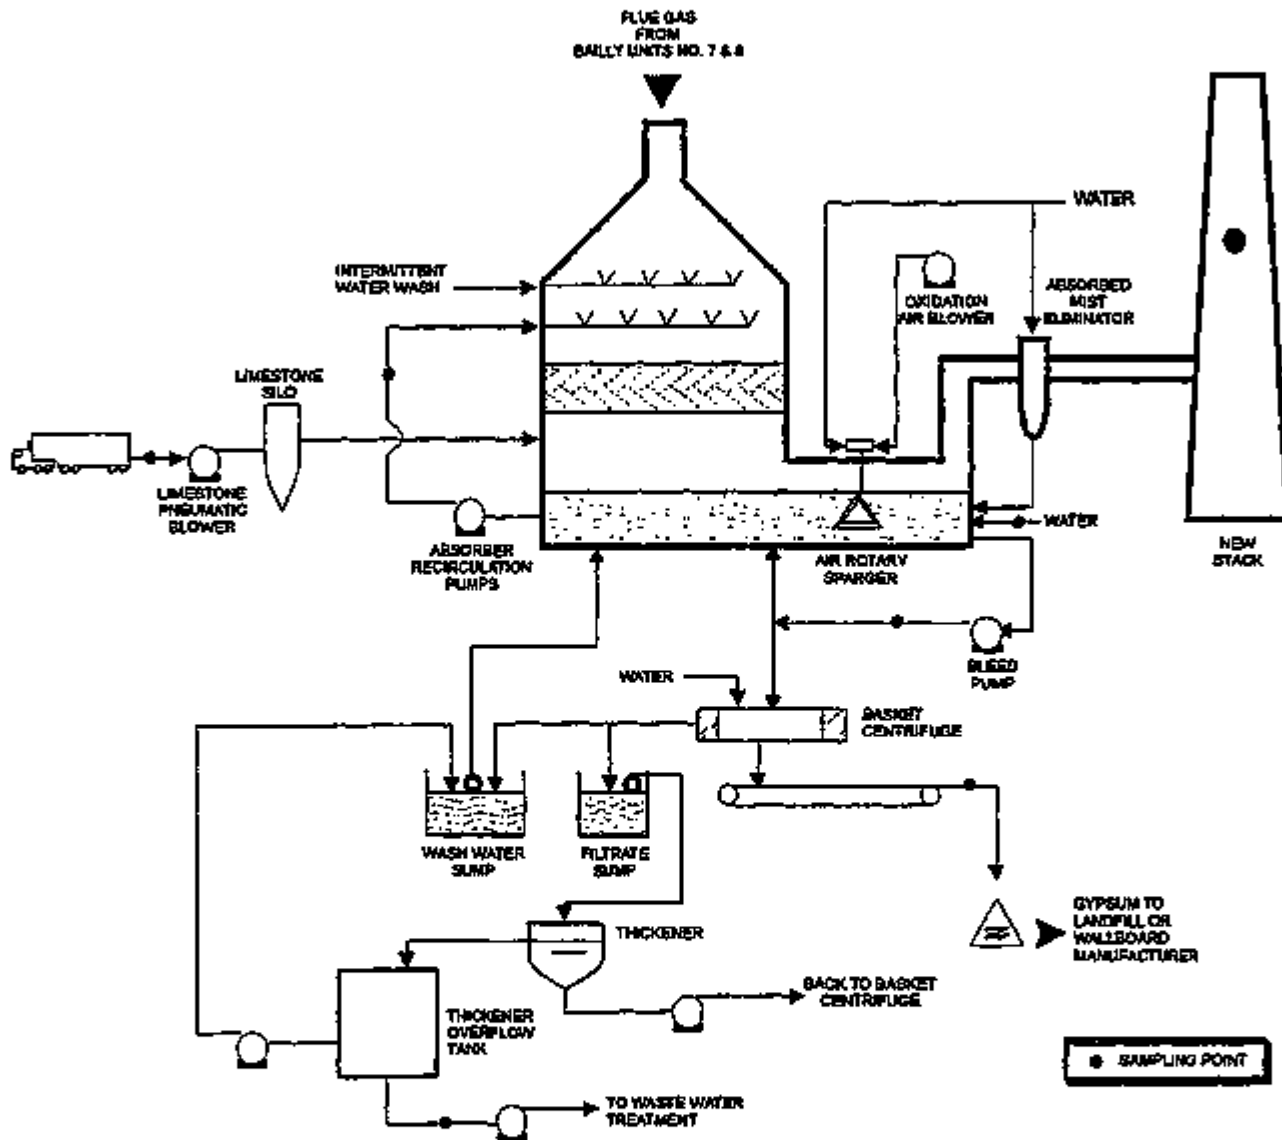 FLUE GAS
FROM
BAILLY UNITS NO. 7 & 8
WATER
INTERMITTENT
WATER WASH
OXIDATION
AIR BLOWER
ABSORBED
MIST
ELIMINATOR
LIMESTONE
SILO
LIMESTONE
PNEUMATIC
BLOWER
ABSORBER
RECIRCULATION
PUMPS
AIR ROTARY
SPARGER
WATER
NEW
STACK
BLEED
PUMP
WATER
BASKET
CENTRIFUGE
WASH WATER
SUMP
FILTRATE
SUMP
THICKENER
GYPSUM TO
LANDFILL OR
WALLBOARD
MANUFACTURER
BACK TO BASKET
CENTRIFUGE
THICKENER
OVERFLOW
TANK
SAMPLING POINT
TO WASTE WATER
TREATMENT